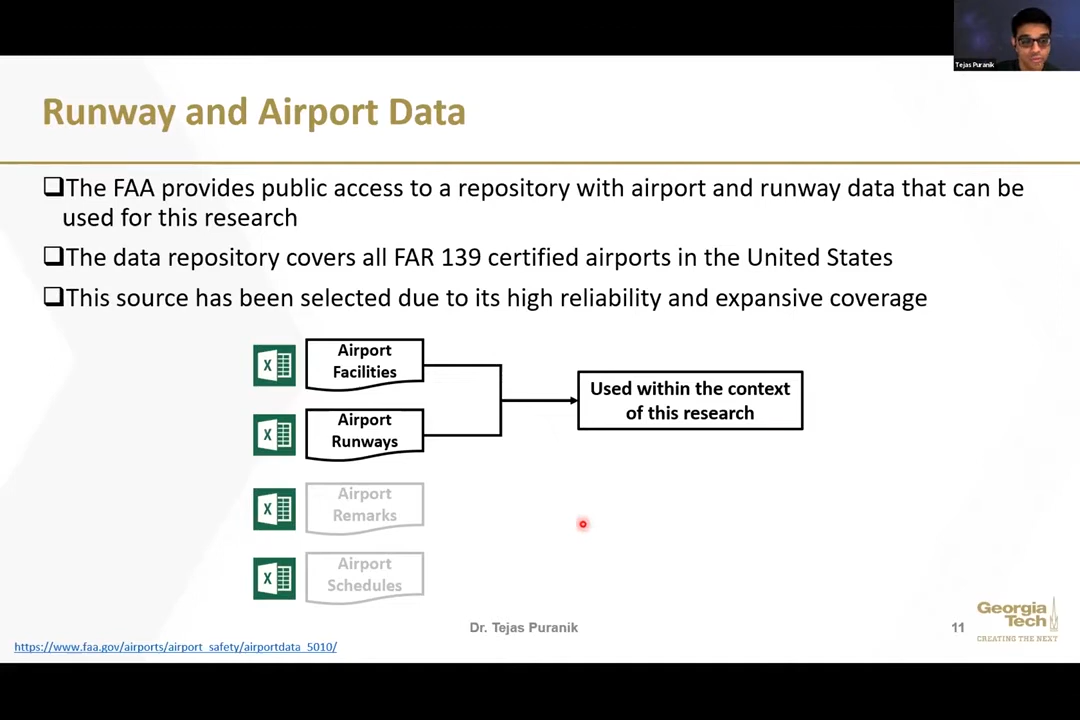 Tejas Puranik
Runway and Airport Data
❑The FAA provides public access to a repository with airport and runway data that can be
used for this research
❑The data repository covers all FAR 139 certified airports in the United States
❑This source has been selected due to its high reliability and expansive coverage
Airport
Facilities
Airport
Runways
Used within the context
of this research
Airport
Remarks
Airport
Schedules
Dr. Tejas Puranik
11
Georgia
Tech
CREATING THE NEXT
https://www.faa.gov/airports/airport_safety/airportdata_5010/